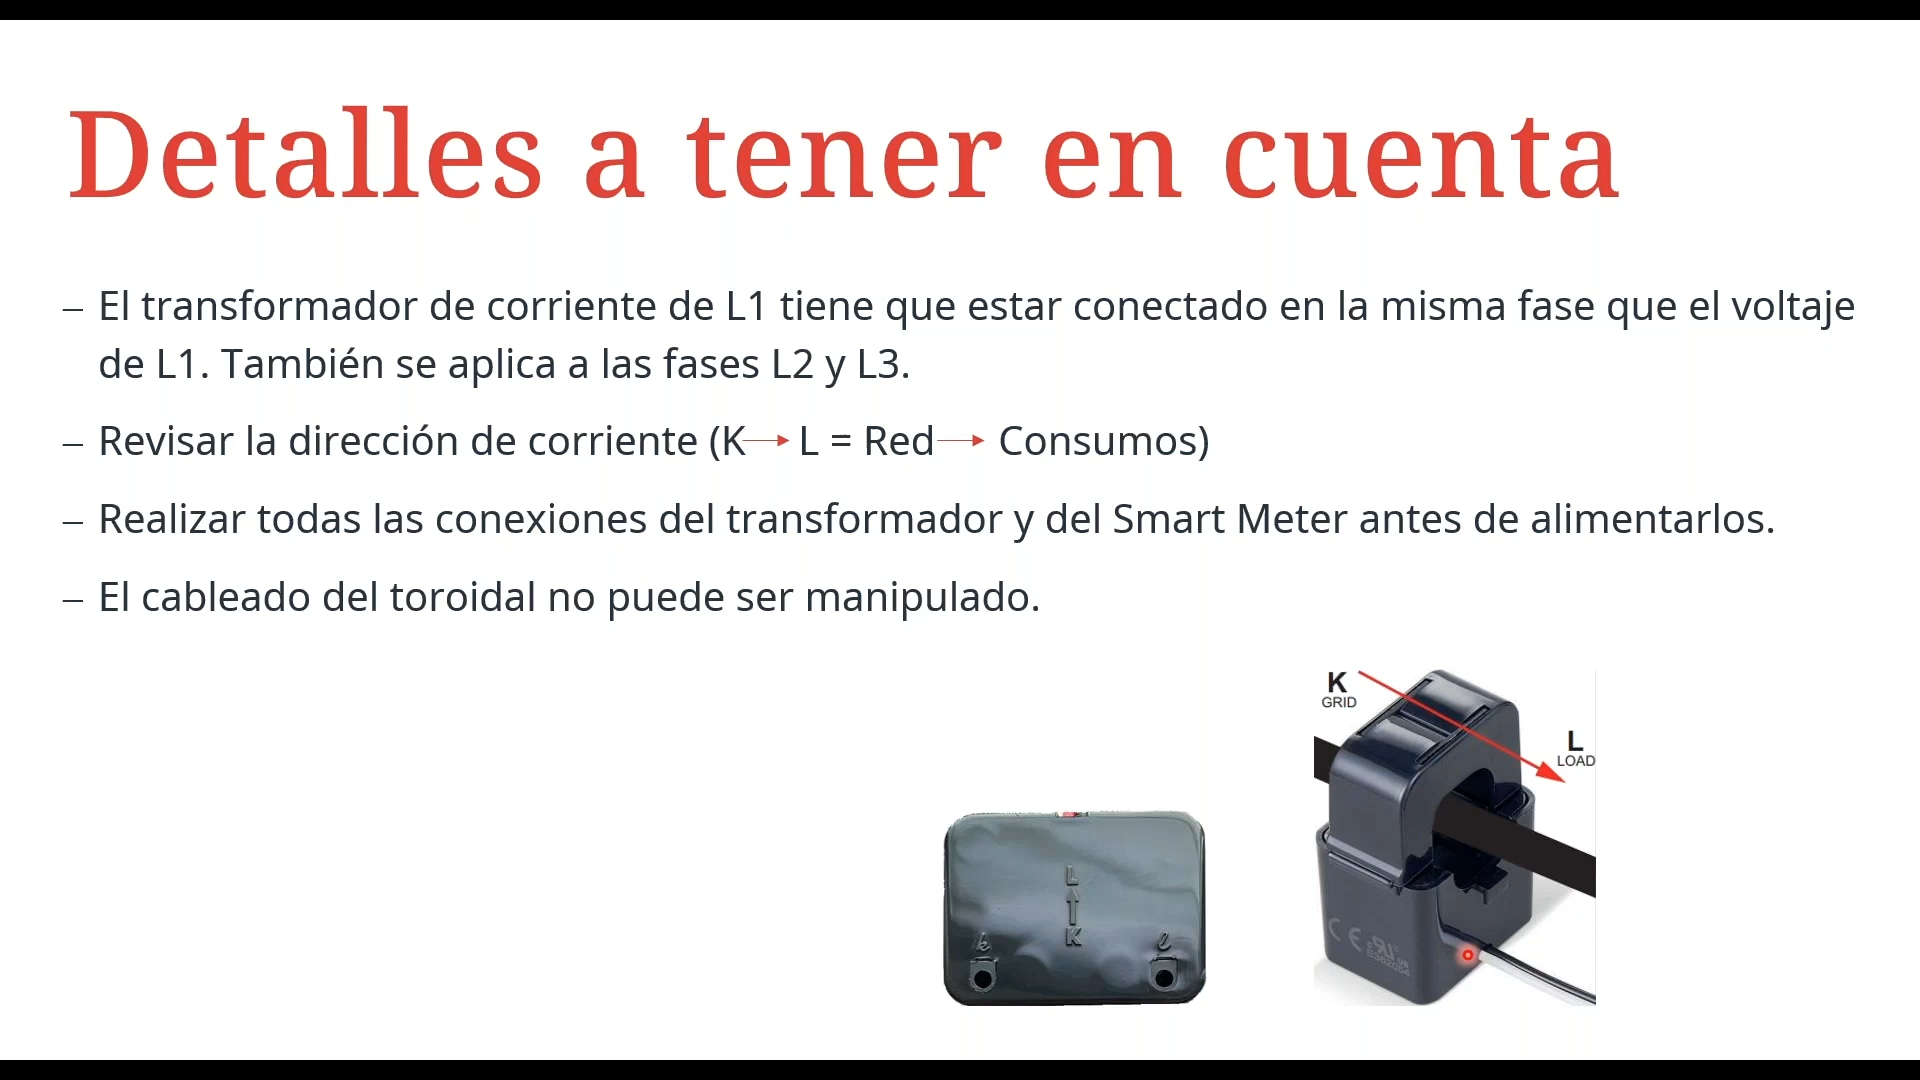 Detalles a tener en cuenta
– El transformador de corriente de L1 tiene que estar conectado en la misma fase que el voltaje
de L1. También se aplica a las fases L2 y L3.
– Revisar la dirección de corriente (K → L = Red → Consumos)
– Realizar todas las conexiones del transformador y del Smart Meter antes de alimentarlos.
– El cableado del toroidal no puede ser manipulado.
K
GRID
L
LOAD
L
K
k
l
CE
E362054